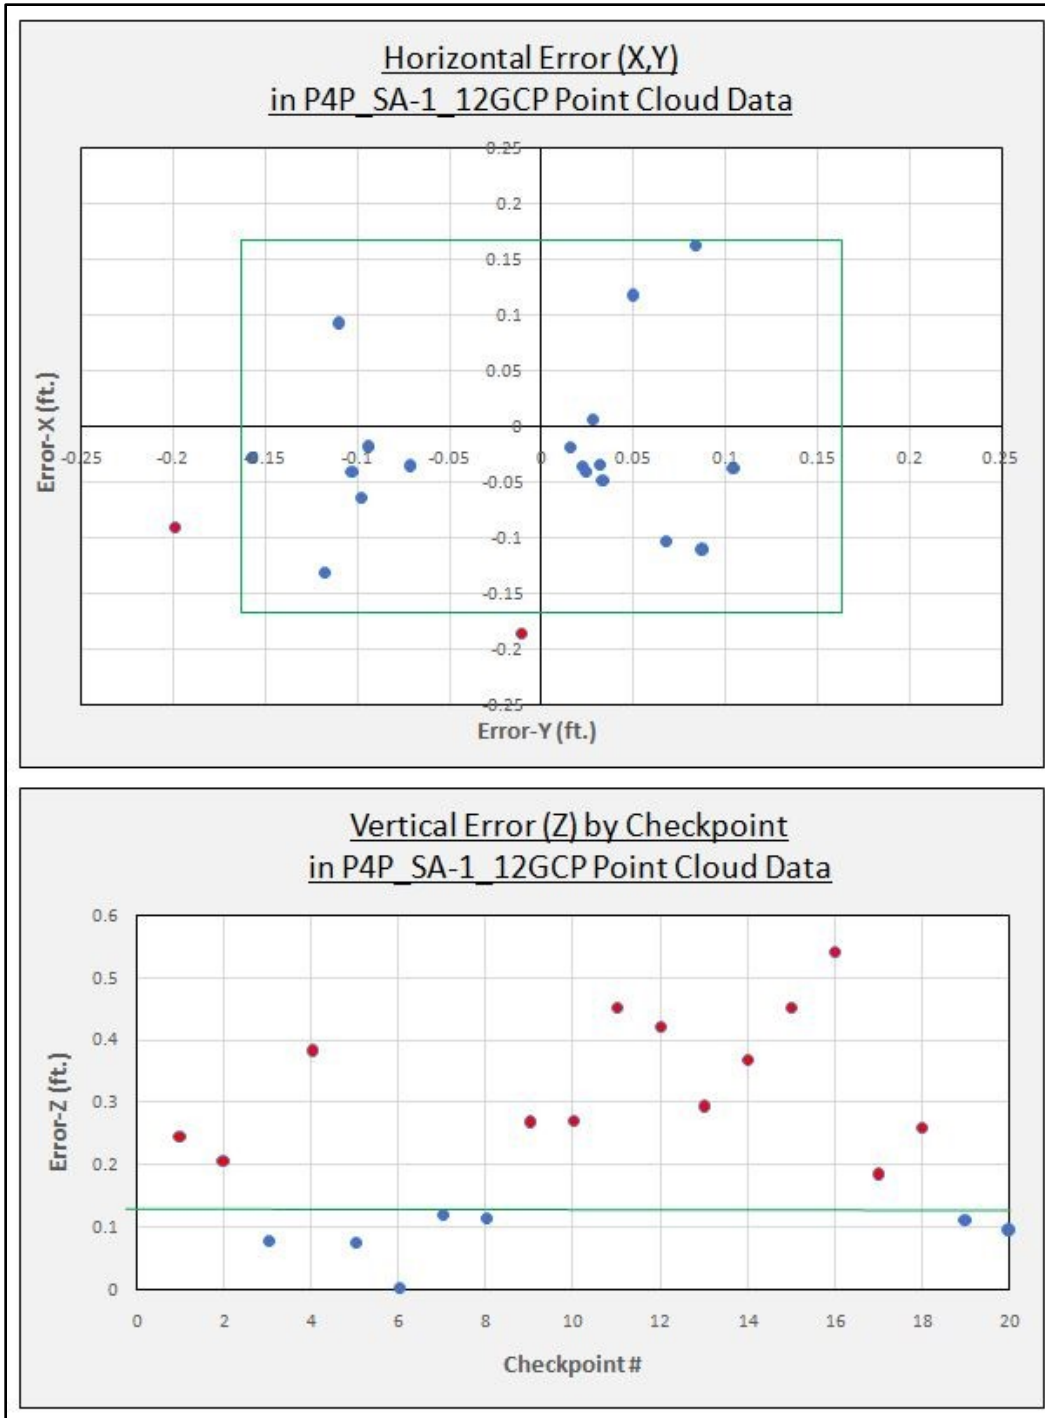 Horizontal Error (X,Y)
in P4P_SA-1_12GCP Point Cloud Data
0.25
0.2
0.15
0.1
0.05
0
-0.25 -0.2 -0.15 -0.1 -0.05 0 0.05 0.1 0.15 0.2 0.25
-0.05
-0.1
-0.15
-0.2
-0.25
Error-X (ft.)
Error-Y (ft.)
Vertical Error (Z) by Checkpoint
in P4P_SA-1_12GCP Point Cloud Data
0.6
0.5
0.4
0.3
0.2
0.1
0
Error-Z (ft.)
0 2 4 6 8 10 12 14 16 18 20
Checkpoint #